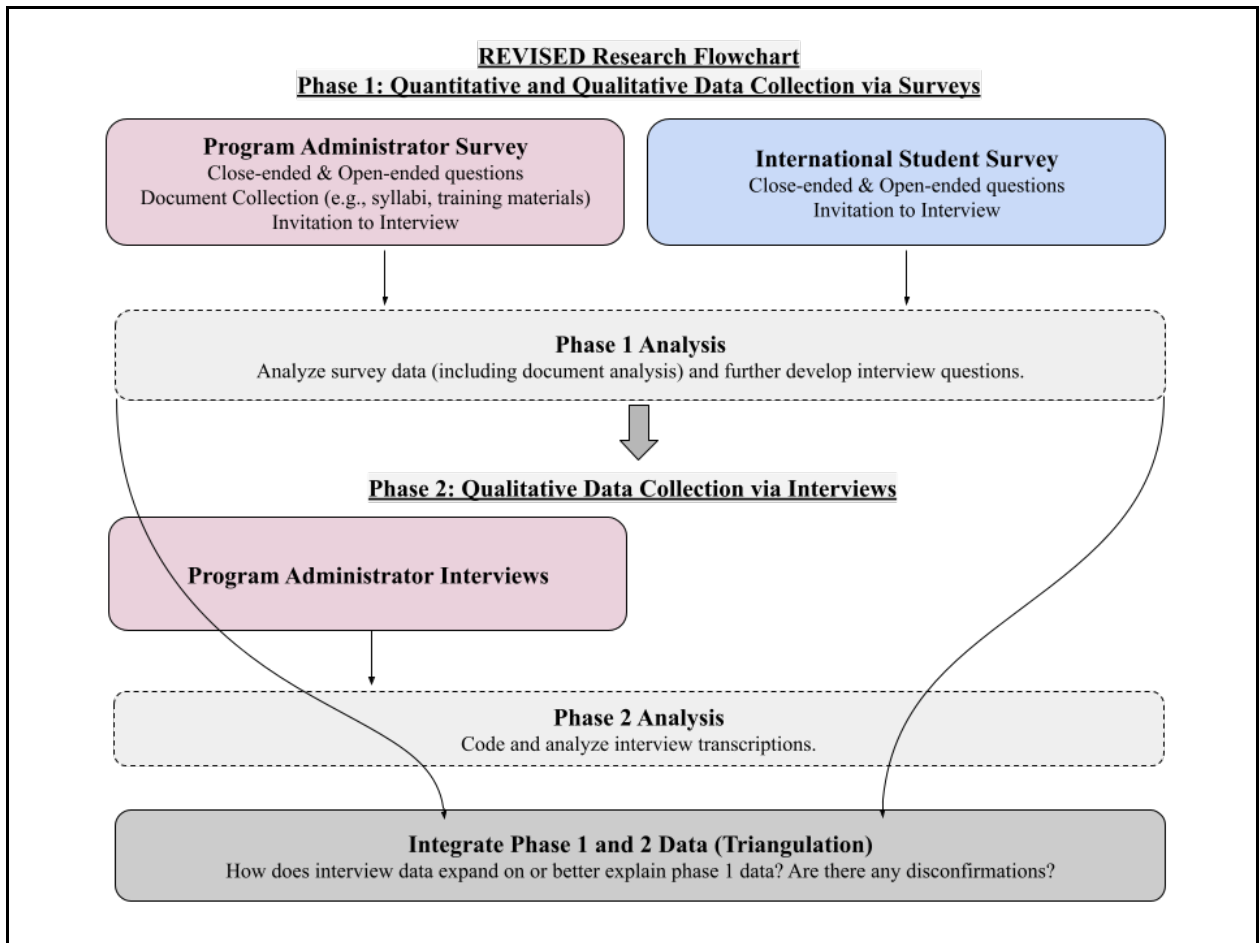 REVISED Research Flowchart
Phase 1: Quantitative and Qualitative Data Collection via Surveys
Program Administrator Survey
Close-ended & Open-ended questions
Document Collection (e.g., syllabi, training materials)
Invitation to Interview
International Student Survey
Close-ended & Open-ended questions
Invitation to Interview
Phase 1 Analysis
Analyze survey data (including document analysis) and further develop interview questions.
Phase 2: Qualitative Data Collection via Interviews
Program Administrator Interviews
Phase 2 Analysis
Code and analyze interview transcriptions.
Integrate Phase 1 and 2 Data (Triangulation)
How does interview data expand on or better explain phase 1 data? Are there any disconfirmations?